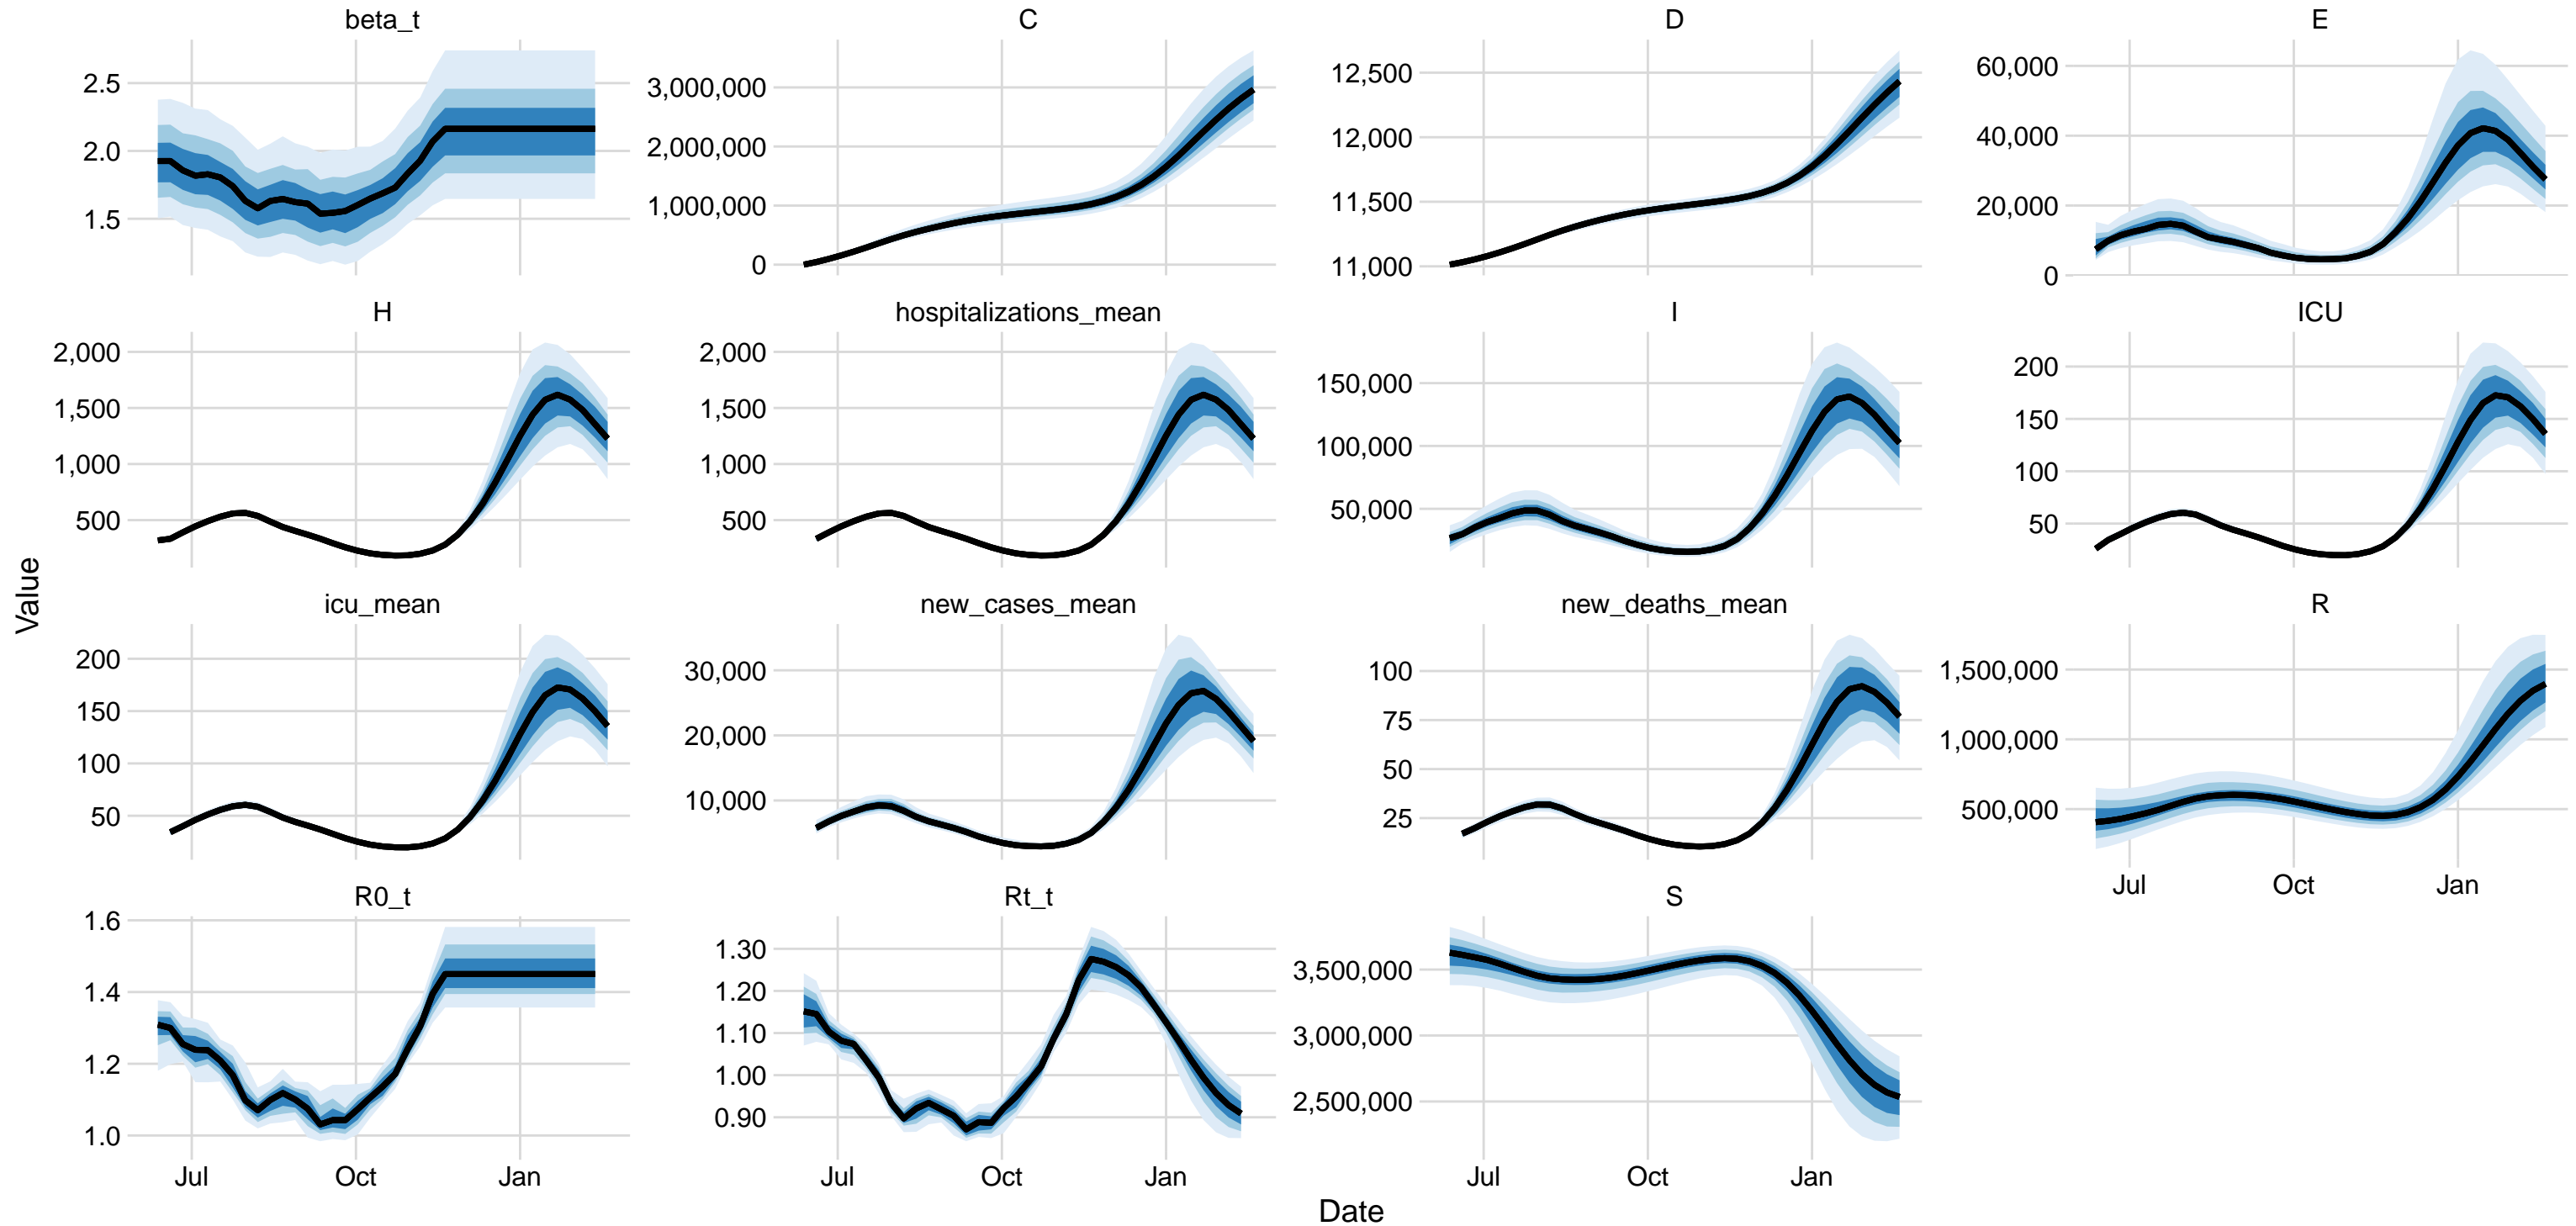 beta_t
C
D
E
2.5
2.0
1.5
3,000,000
2,000,000
1,000,000
0
12,500
12,000
11,500
11,000
60,000
40,000
20,000
0
H
hospitalizations_mean
I
ICU
2,000
1,500
1,000
500
2,000
1,500
1,000
500
150,000
100,000
50,000
200
150
100
50
Value
icu_mean
new_cases_mean
new_deaths_mean
R
200
150
100
50
30,000
20,000
10,000
100
75
50
25
1,500,000
1,000,000
500,000
Jul Oct Jan
R0_t
Rt_t
S
1.6
1.4
1.2
1.0
1.30
1.20
1.10
1.00
0.90
3,500,000
3,000,000
2,500,000
Jul Oct Jan
Jul Oct Jan
Jul Oct Jan
Date